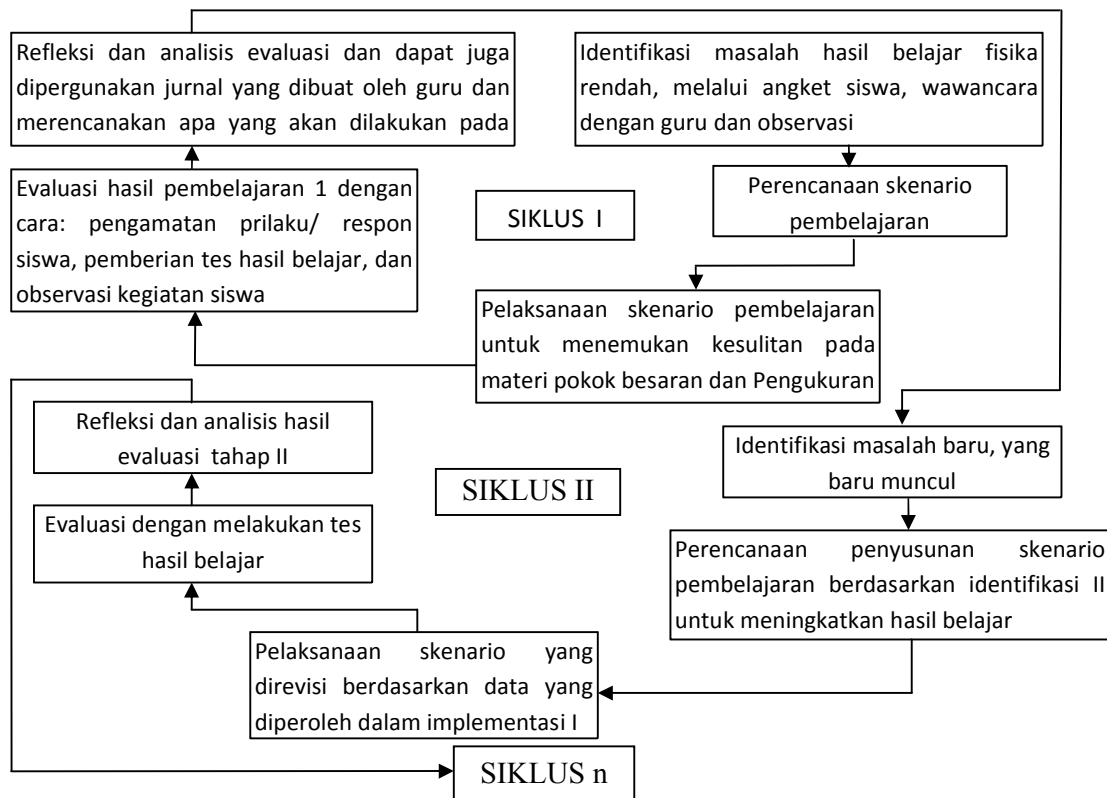 Refleksi dan analisis evaluasi dan dapat juga
dipergunakan jurnal yang dibuat oleh guru dan
merencanakan apa yang akan dilakukan pada
Identifikasi masalah hasil belajar fisika
rendah, melalui angket siswa, wawancara
dengan guru dan observasi
Evaluasi hasil pembelajaran 1 dengan
cara: pengamatan prilaku/ respon
siswa, pemberian tes hasil belajar, dan
observasi kegiatan siswa
SIKLUS I
Perencanaan skenario
pembelajaran
Pelaksanaan skenario pembelajaran
untuk menemukan kesulitan pada
materi pokok besaran dan Pengukuran
Refleksi dan analisis hasil
evaluasi tahap II
Identifikasi masalah baru, yang
baru muncul
SIKLUS II
Evaluasi dengan melakukan tes
hasil belajar
Perencanaan penyusunan skenario
pembelajaran berdasarkan identifikasi II
untuk meningkatkan hasil belajar
Pelaksanaan skenario yang
direvisi berdasarkan data yang
diperoleh dalam implementasi I
SIKLUS n